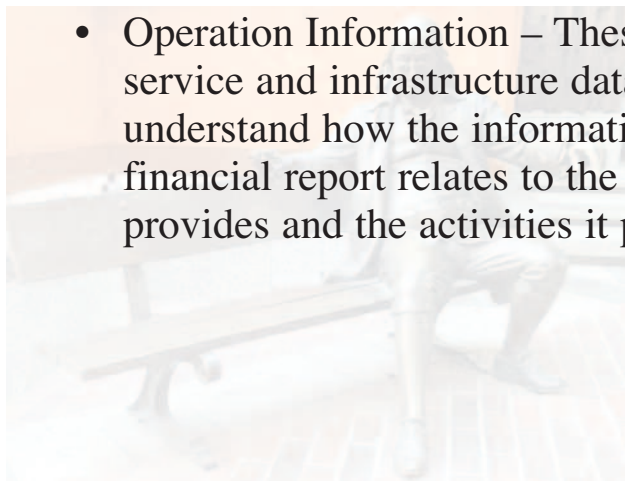 • Operation Information – Thes
service and infrastructure dat
understand how the informati
financial report relates to the
provides and the activities it p